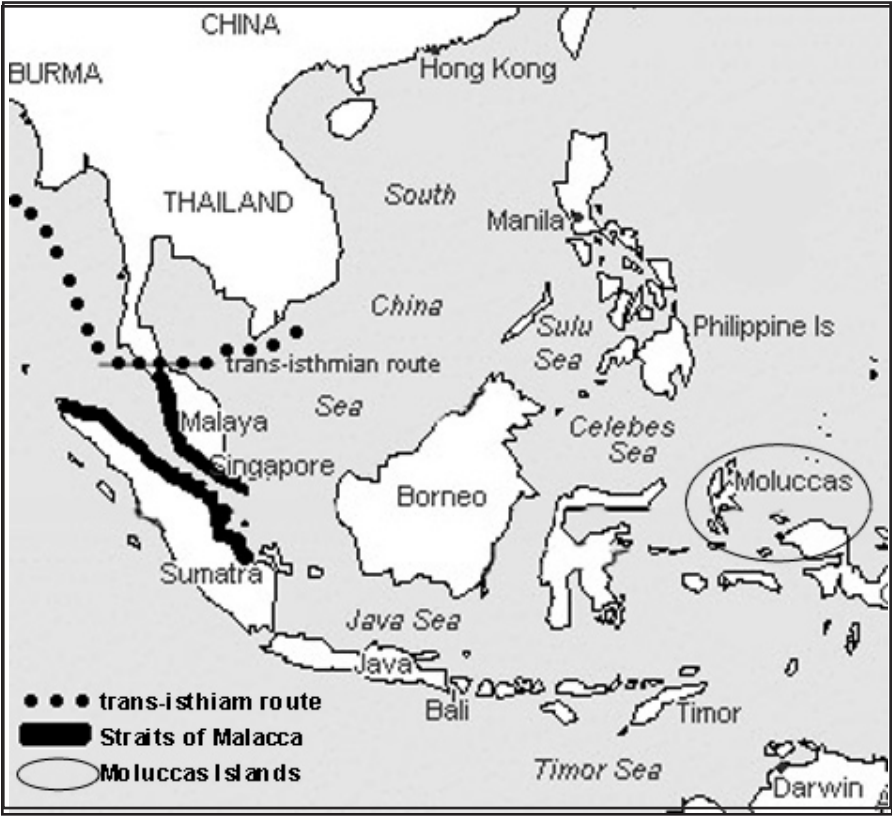 CHINA
Hong Kong
BURMA
THAILAND
South
Manila
China
Sulu
Sea
Philippine Is
trans-isthmian route
Sea
Malaya
Celebes
Sea
Singapore
Borneo
Moluccas
Sumatra
Java Sea
Java
Bali
Timor
Timor Sea
Darwin
trans-isthiam route
Straits of Malacca
Moluccas Islands